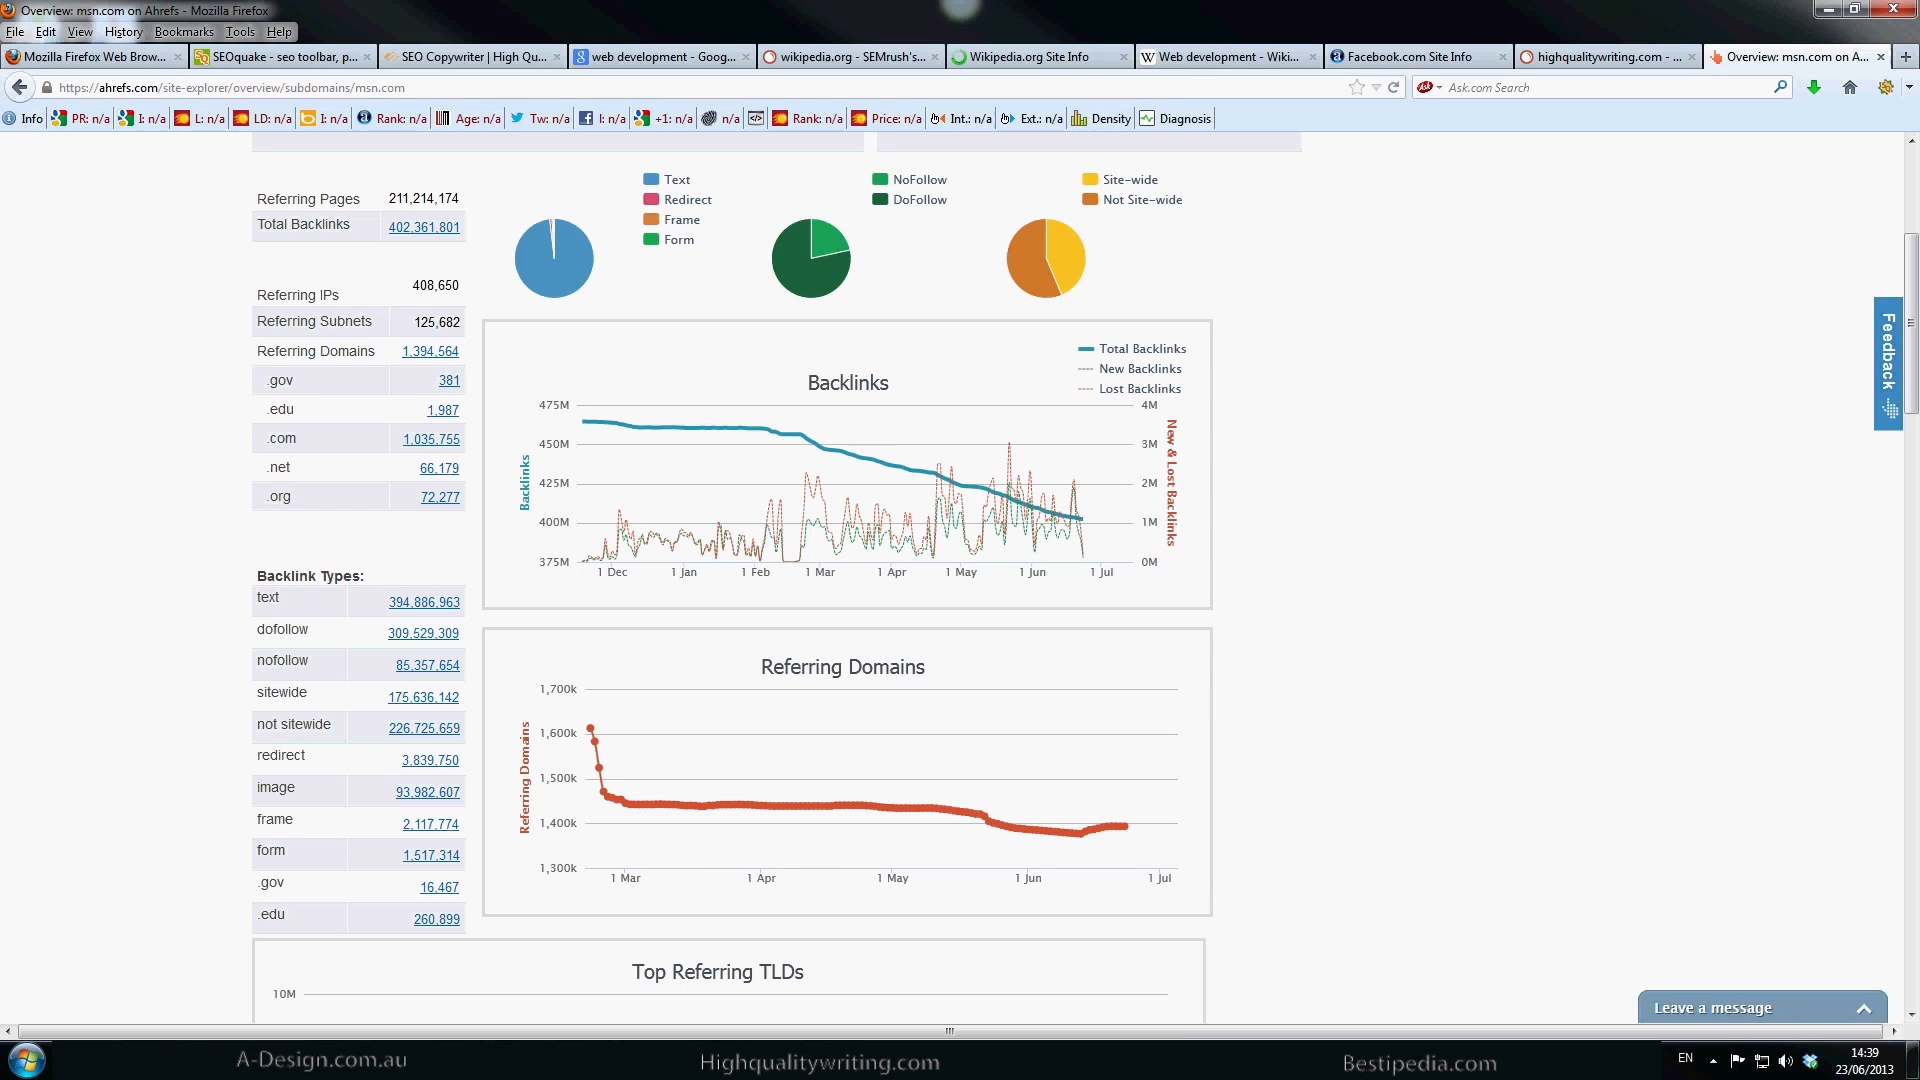 Overview: msn.com on Ahrefs - Mozilla Firefox
File Edit View History Bookmarks Tools Help
Mozilla Firefox Web Brow...
SEOquake - seo toolbar, p...
SEO Copywriter | High Qu...
web development - Goog...
wikipedia.org - SEMrush's...
Wikipedia.org Site Info
Web development - Wiki...
Facebook.com Site Info
highqualitywriting.com - ...
Overview: msn.com on A...
https://ahrefs.com/site-explorer/overview/subdomains/msn.com
Ask.com Search
Info PR: n/a I: n/a L: n/a LD: n/a I: n/a Rank: n/a Age: n/a Tw: n/a I: n/a +1: n/a n/a Rank: n/a Price: n/a Int.: n/a Ext.: n/a Density Diagnosis
Referring Pages 211,214,174
Total Backlinks 402,361,801
Text
Redirect
Frame
Form
NoFollow
DoFollow
Site-wide
Not Site-wide
Referring IPs 408,650
Referring Subnets 125,682
Referring Domains 1,394,564
.gov 381
.edu 1,987
.com 1,035,755
.net 66,179
.org 72,277
Backlinks
Total Backlinks
New Backlinks
Lost Backlinks
475M
450M
425M
400M
375M
Backlinks
4M
3M
2M
1M
0M
New & Lost Backlinks
1 Dec 1 Jan 1 Feb 1 Mar 1 Apr 1 May 1 Jun 1 Jul
Backlink Types:
text 394,886,963
dofollow 309,529,309
nofollow 85,357,654
sitewide 175,636,142
not sitewide 226,725,659
redirect 3,839,750
image 93,982,607
frame 2,117,774
form 1,517,314
.gov 16,467
.edu 260,899
Referring Domains
1,700k
1,600k
1,500k
1,400k
1,300k
Referring Domains
1 Mar 1 Apr 1 May 1 Jun 1 Jul
Top Referring TLDs
10M
Feedback
Leave a message
A-Design.com.au
Highqualitywriting.com
Bestipedia.com
EN
14:39
23/06/2013